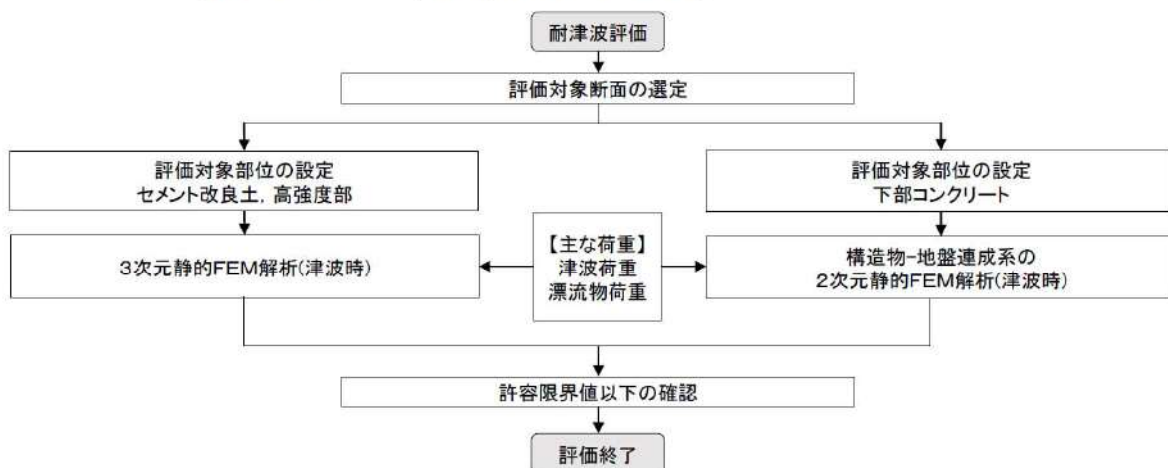 耐津波評価
評価対象断面の選定
評価対象部位の設定
セメント改良土，高強度部
評価対象部位の設定
下部コンクリート
３次元静的ＦＥＭ解析(津波時)
【主な荷重】
津波荷重
漂流物荷重
構造物−地盤連成系の
２次元静的ＦＥＭ解析(津波時)
許容限界値以下の確認
評価終了